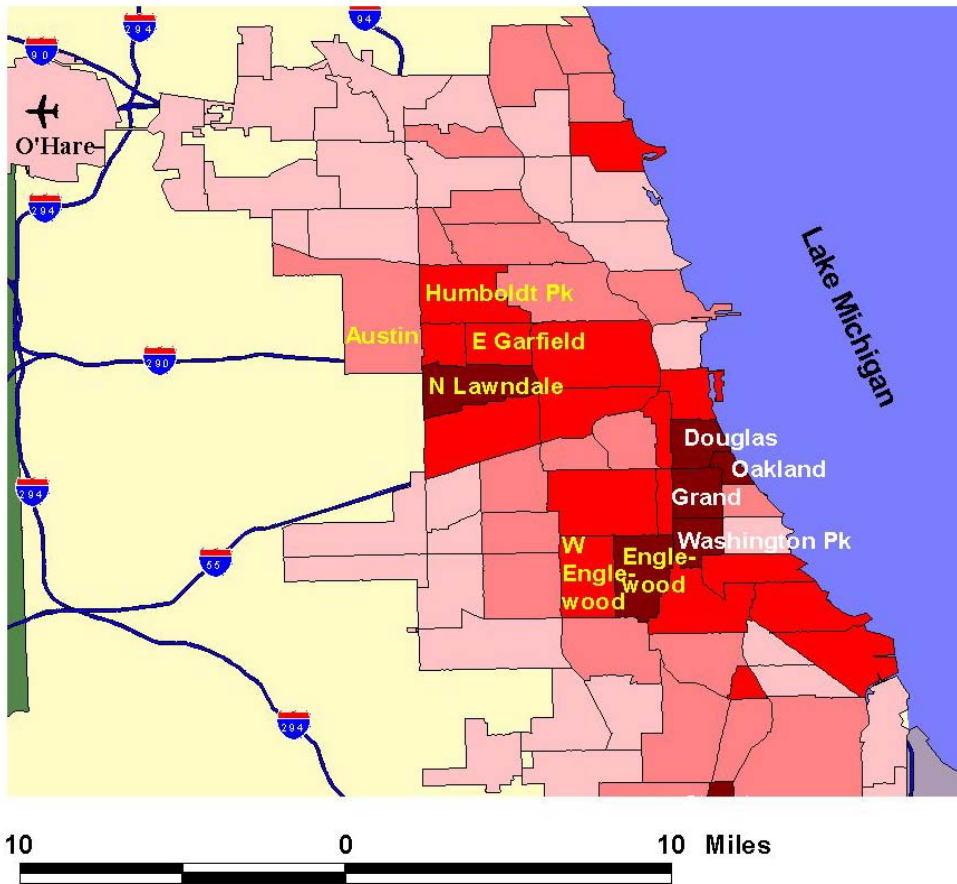 294
94
90
O'Hare
294
Lake Michigan
Humboldt Pk
Austin
E Garfield
290
N Lawndale
Douglas
Oakland
294
Grand
W
Engle-
wood
Engle-
wood
Washington Pk
55
294
10 0 10 Miles